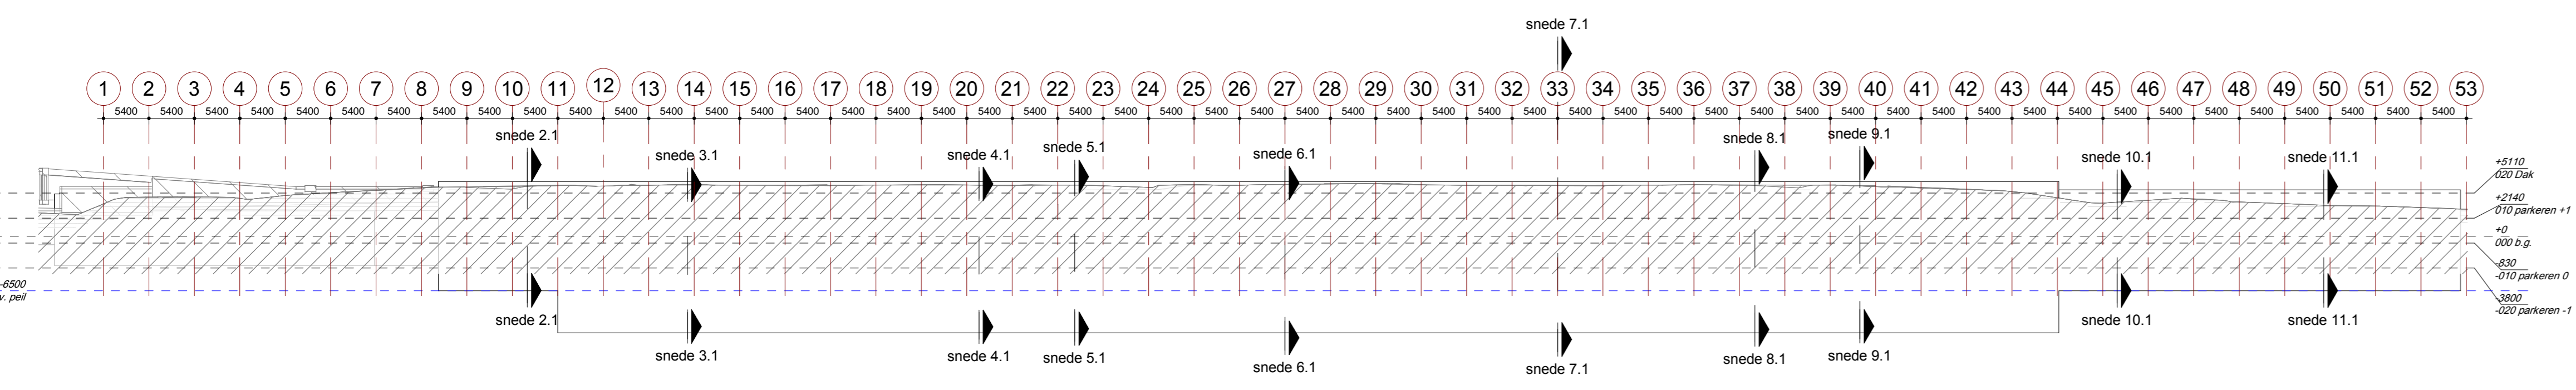 snede 7.1
1 2 3 4 5 6 7 8 9 10 11 12 13 14 15 16 17 18 19 20 21 22 23 24 25 26 27 28 29 30 31 32 33 34 35 36 37 38 39 40 41 42 43 44 45 46 47 48 49 50 51 52 53
5400 5400 5400 5400 5400 5400 5400 5400 5400 5400 5400 5400 5400 5400 5400 5400 5400 5400 5400 5400 5400 5400 5400 5400 5400 5400 5400 5400 5400 5400 5400 5400 5400 5400 5400 5400 5400 5400 5400 5400 5400 5400 5400 5400 5400 5400 5400 5400 5400 5400 5400 5400
snede 2.1 snede 3.1 snede 4.1 snede 5.1 snede 6.1 snede 8.1 snede 9.1 snede 10.1 snede 11.1
+5110
020 Dak
+2140
010 parkeren +1
+0
000 b.g.
-830
-010 parkeren 0
-3800
-020 parkeren -1
-6500
v. peil
snede 2.1 snede 3.1 snede 4.1 snede 5.1 snede 6.1 snede 7.1 snede 8.1 snede 9.1 snede 10.1 snede 11.1